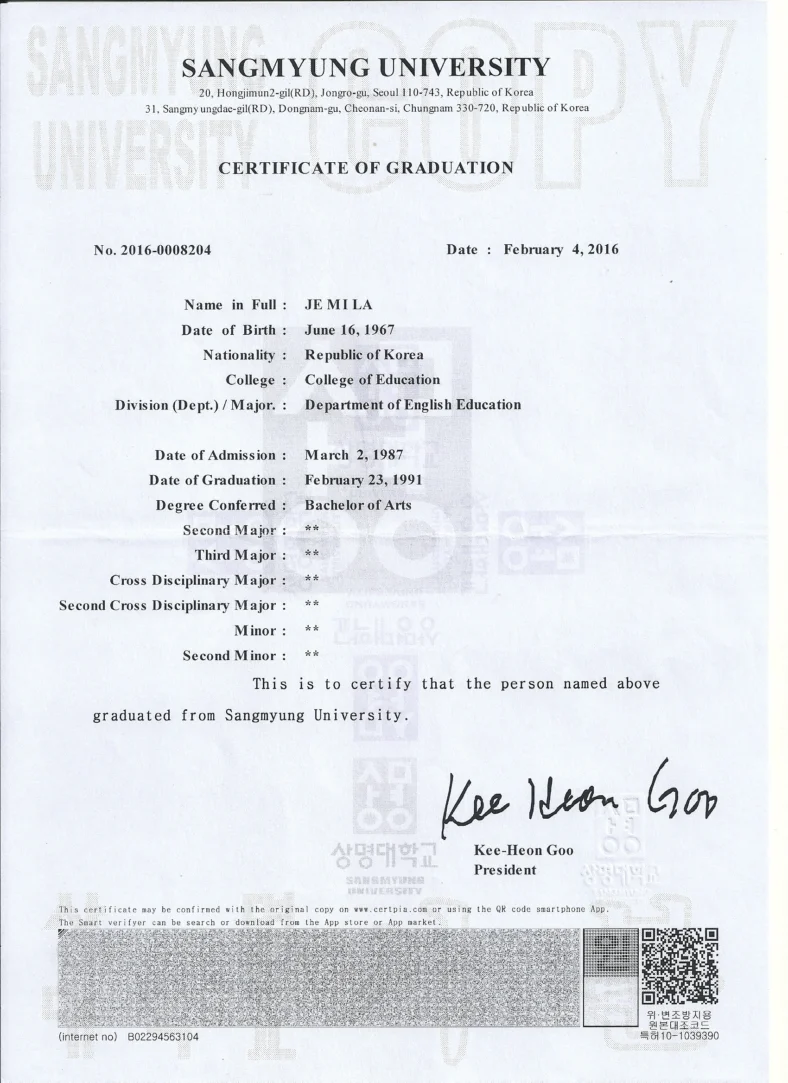 SANGMYUNG UNIVERSITY
COPY
SANGMYUNG UNIVERSITY
20, Hongjimun2-gil(RD), Jongro-gu, Seoul 110-743, Republic of Korea
31, Sangmyungdae-gil(RD), Dongnam-gu, Cheonan-si, Chungnam 330-720, Republic of Korea
CERTIFICATE OF GRADUATION
No. 2016-0008204 Date : February 4, 2016
Name in Full : JE MI LA
Date of Birth : June 16, 1967
Nationality : Republic of Korea
College : College of Education
Division (Dept.) / Major. : Department of English Education
Date of Admission : March 2, 1987
Date of Graduation : February 23, 1991
Degree Conferred : Bachelor of Arts
Second Major : **
Third Major : **
Cross Disciplinary Major : **
Second Cross Disciplinary Major : **
Minor : **
Second Minor : **
This is to certify that the person named above
graduated from Sangmyung University.
Kee Heon Goo
Kee-Heon Goo
President
상명대학교
SANGMYUNG
UNIVERSITY
This certificate may be confirmed with the original copy on www.certpia.com or using the QR code smartphone App.
The Smart verifyer can be search or download from the App store or App market.
위·변조방지용
원본대조코드
특허10-1039390
(internet no) B02294563104